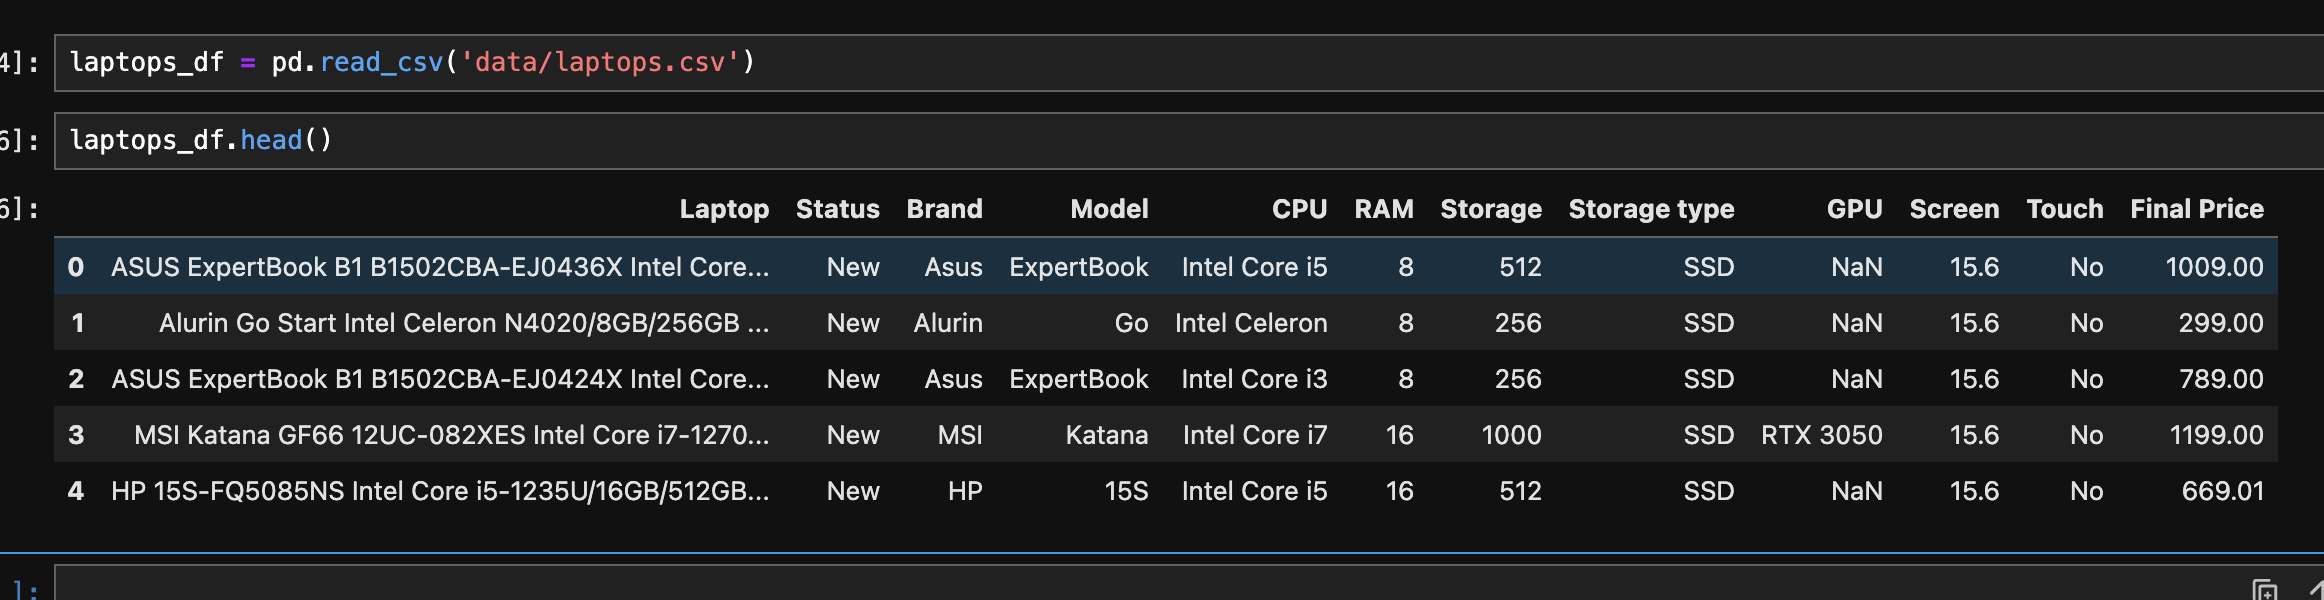 4]: laptops_df = pd.read_csv('data/laptops.csv')
6]: laptops_df.head()
6]: Laptop Status Brand Model CPU RAM Storage Storage type GPU Screen Touch Final Price
0 ASUS ExpertBook B1 B1502CBA-EJ0436X Intel Core... New Asus ExpertBook Intel Core i5 8 512 SSD NaN 15.6 No 1009.00
1 Alurin Go Start Intel Celeron N4020/8GB/256GB ... New Alurin Go Intel Celeron 8 256 SSD NaN 15.6 No 299.00
2 ASUS ExpertBook B1 B1502CBA-EJ0424X Intel Core... New Asus ExpertBook Intel Core i3 8 256 SSD NaN 15.6 No 789.00
3 MSI Katana GF66 12UC-082XES Intel Core i7-1270... New MSI Katana Intel Core i7 16 1000 SSD RTX 3050 15.6 No 1199.00
4 HP 15S-FQ5085NS Intel Core i5-1235U/16GB/512GB... New HP 15S Intel Core i5 16 512 SSD NaN 15.6 No 669.01
]: